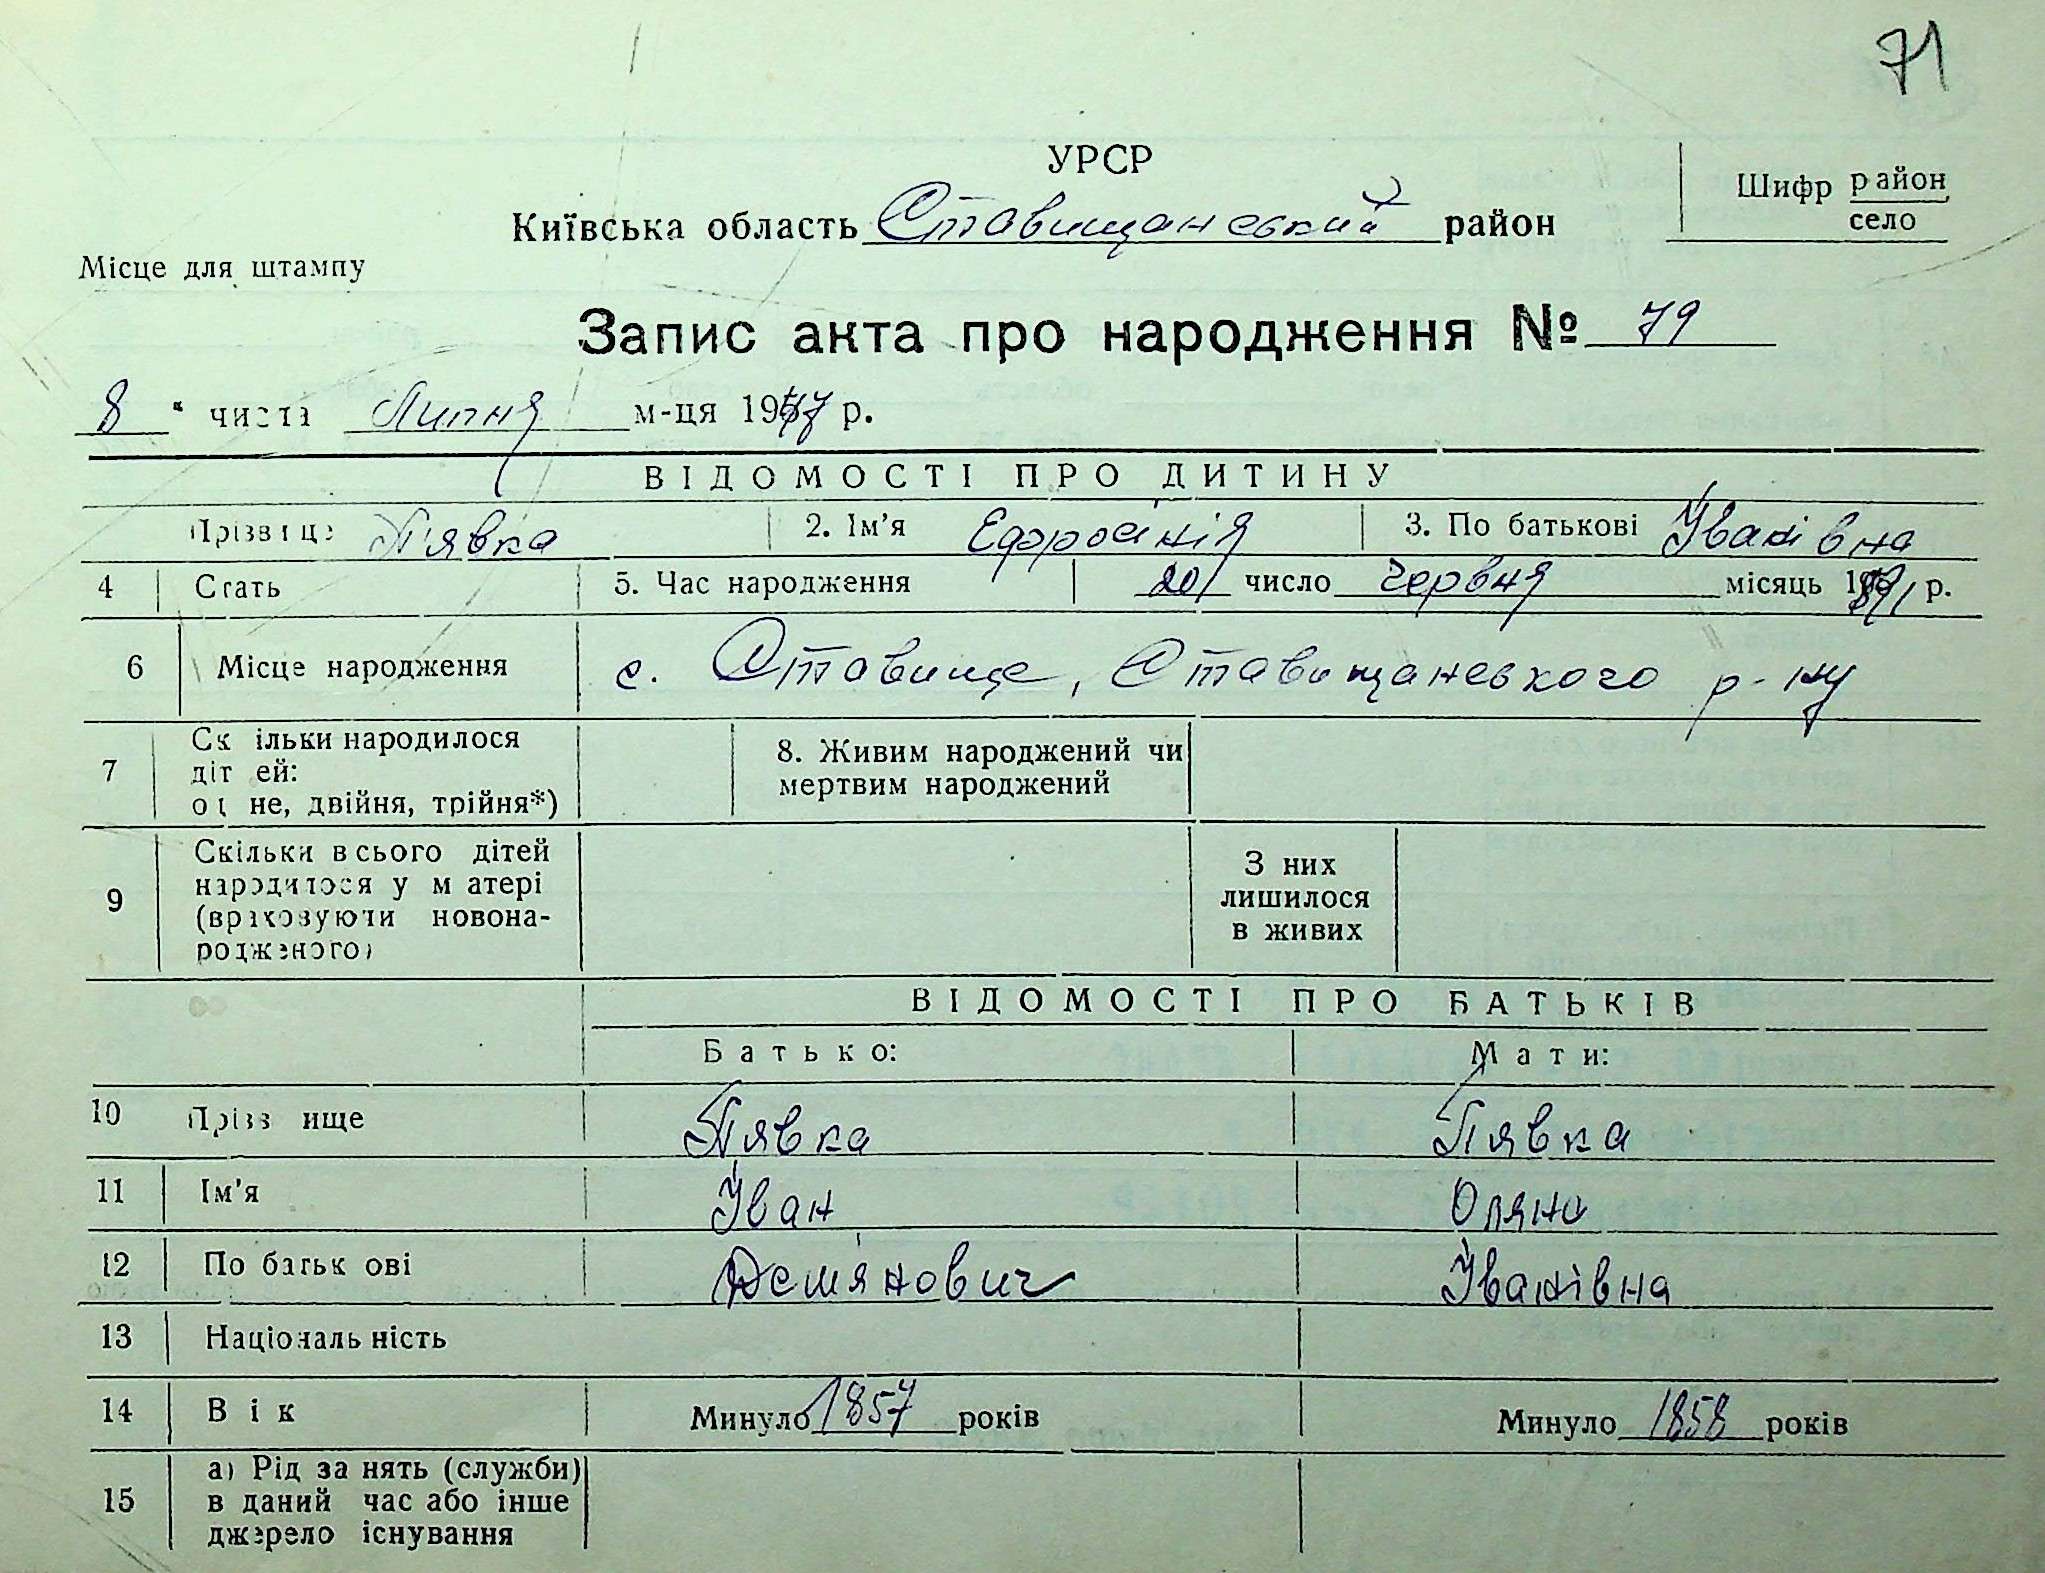 71
УРСР
Київська область Ставищанський район
Шифр район
село
Місце для штампу
Запис акта про народження № 79
8 " числа Липня м-ця 1957 р.
ВІДОМОСТІ ПРО ДИТИНУ
Прізвище Пявка 2. Ім'я Єфросінія 3. По батькові Іванівна
4 Стать 5. Час народження 20 число червня місяць 1891 р.
6 Місце народження с. Ставище, Ставищанського р-ну
7 Скільки народилося дітей: одне, двійня, трійня*) 8. Живим народжений чи мертвим народжений
9 Скільки всього дітей народилося у матері (враховуючи новонародженого) З них лишилося в живих
ВІДОМОСТІ ПРО БАТЬКІВ
Батько: Мати:
10 Прізвище Пявка Пявка
11 Ім'я Іван Оляна
12 По батькові Дем'янович Іванівна
13 Національність
14 Вік Минуло 1857 років Минуло 1858 років
15 а) Рід занять (служби) в даний час або інше джерело існування